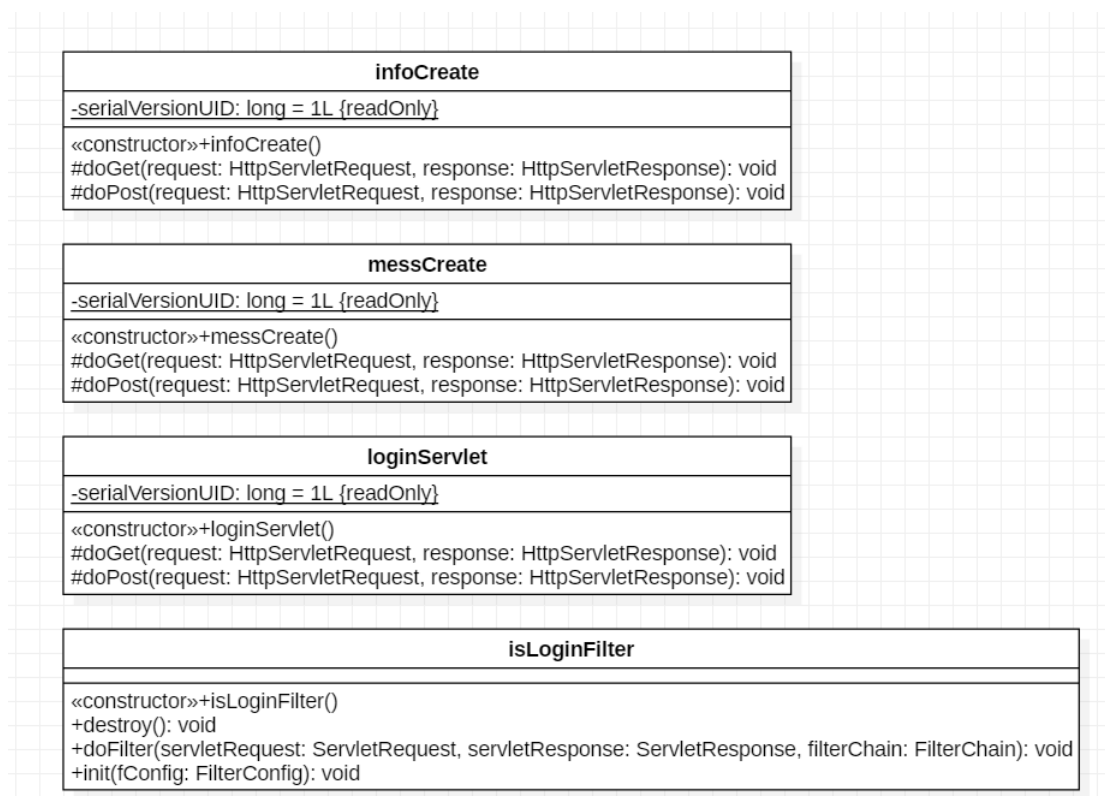 infoCreate
-serialVersionUID: long = 1L {readOnly}
«constructor»+infoCreate()
#doGet(request: HttpServletRequest, response: HttpServletResponse): void
#doPost(request: HttpServletRequest, response: HttpServletResponse): void
messCreate
-serialVersionUID: long = 1L {readOnly}
«constructor»+messCreate()
#doGet(request: HttpServletRequest, response: HttpServletResponse): void
#doPost(request: HttpServletRequest, response: HttpServletResponse): void
loginServlet
-serialVersionUID: long = 1L {readOnly}
«constructor»+loginServlet()
#doGet(request: HttpServletRequest, response: HttpServletResponse): void
#doPost(request: HttpServletRequest, response: HttpServletResponse): void
isLoginFilter
«constructor»+isLoginFilter()
+destroy(): void
+doFilter(servletRequest: ServletRequest, servletResponse: ServletResponse, filterChain: FilterChain): void
+init(fConfig: FilterConfig): void